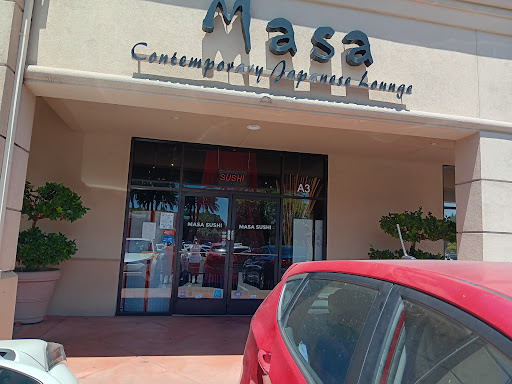 Masa
Contemporary Japanese Lounge
SUSHI
A3
MASA SUSHI
MASA SUSHI